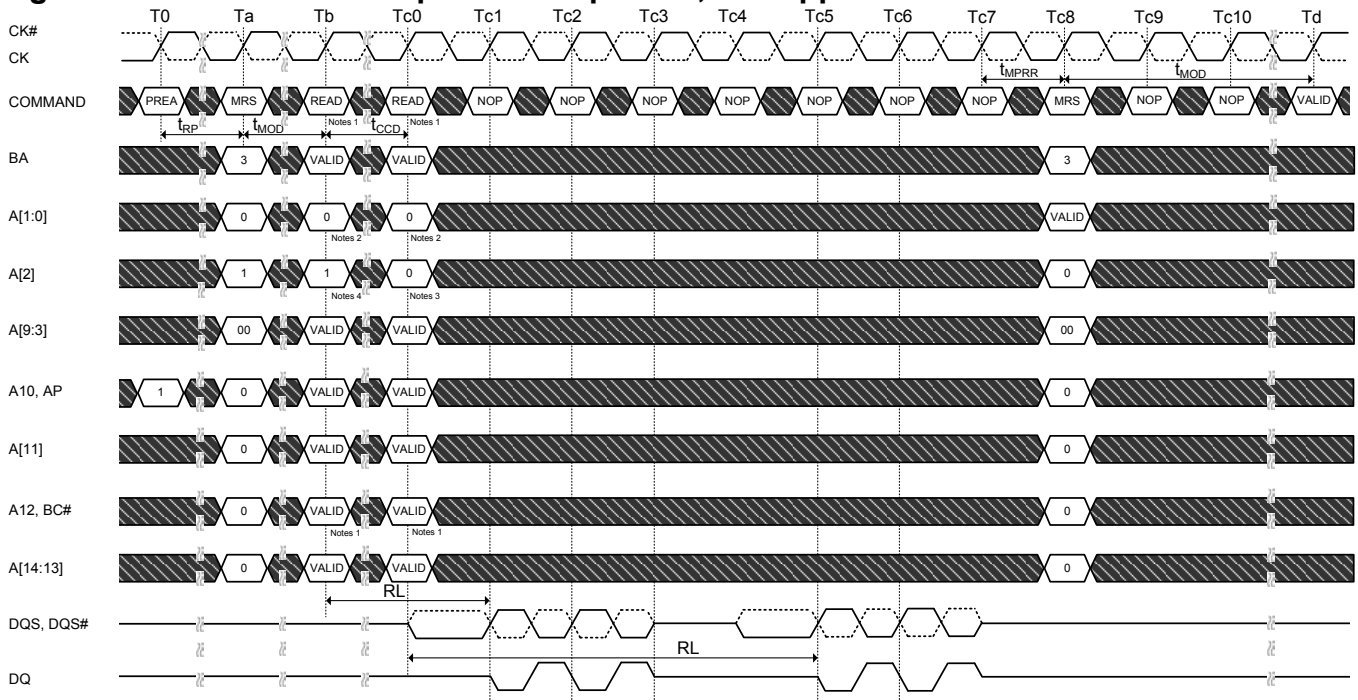 T0 Ta Tb Tc0 Tc1 Tc2 Tc3 Tc4 Tc5 Tc6 Tc7 Tc8 Tc9 Tc10 Td
CK#
CK
tMPRR tMOD
COMMAND PREA MRS READ READ NOP NOP NOP NOP NOP NOP NOP MRS NOP NOP VALID
Notes 1 Notes 1
tRP tMOD tCCD
BA 3 VALID VALID 3
A[1:0] 0 0 0 VALID
Notes 2 Notes 2
A[2] 1 1 0 0
Notes 4 Notes 3
A[9:3] 00 VALID VALID 00
A10, AP 1 0 VALID VALID 0
A[11] 0 VALID VALID 0
A12, BC# 0 VALID VALID 0
Notes 1 Notes 1
A[14:13] 0 VALID VALID 0
RL
DQS, DQS#
RL
DQ